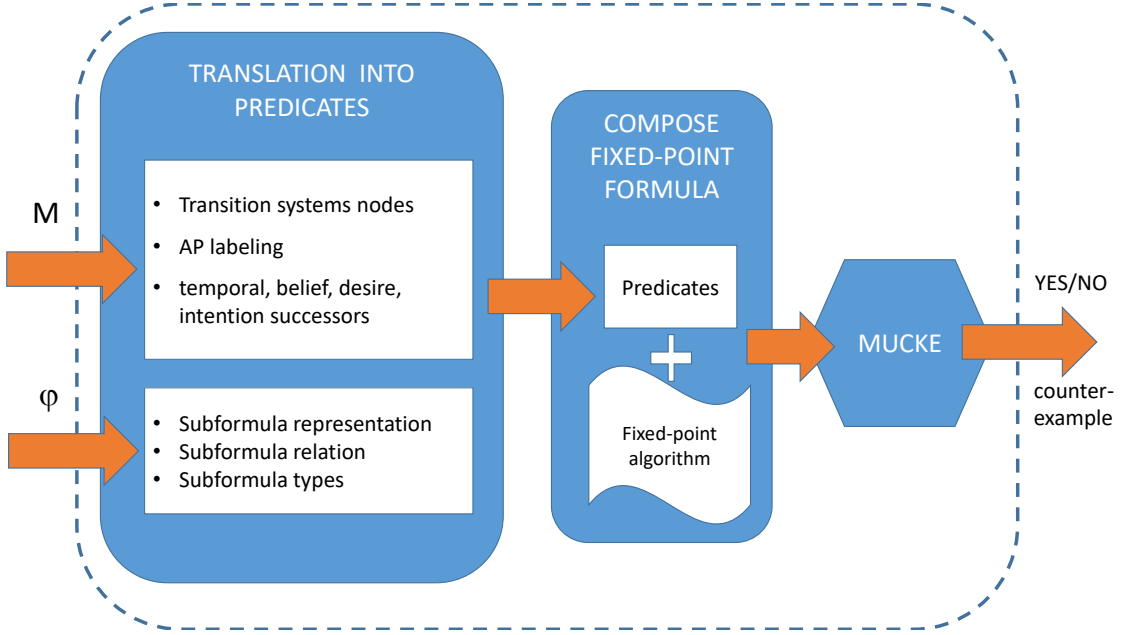 TRANSLATION INTO
PREDICATES
M
• Transition systems nodes
• AP labeling
• temporal, belief, desire,
intention successors
φ
• Subformula representation
• Subformula relation
• Subformula types
COMPOSE
FIXED-POINT
FORMULA
Predicates
+
Fixed-point
algorithm
MUCKE
YES/NO
counter-
example